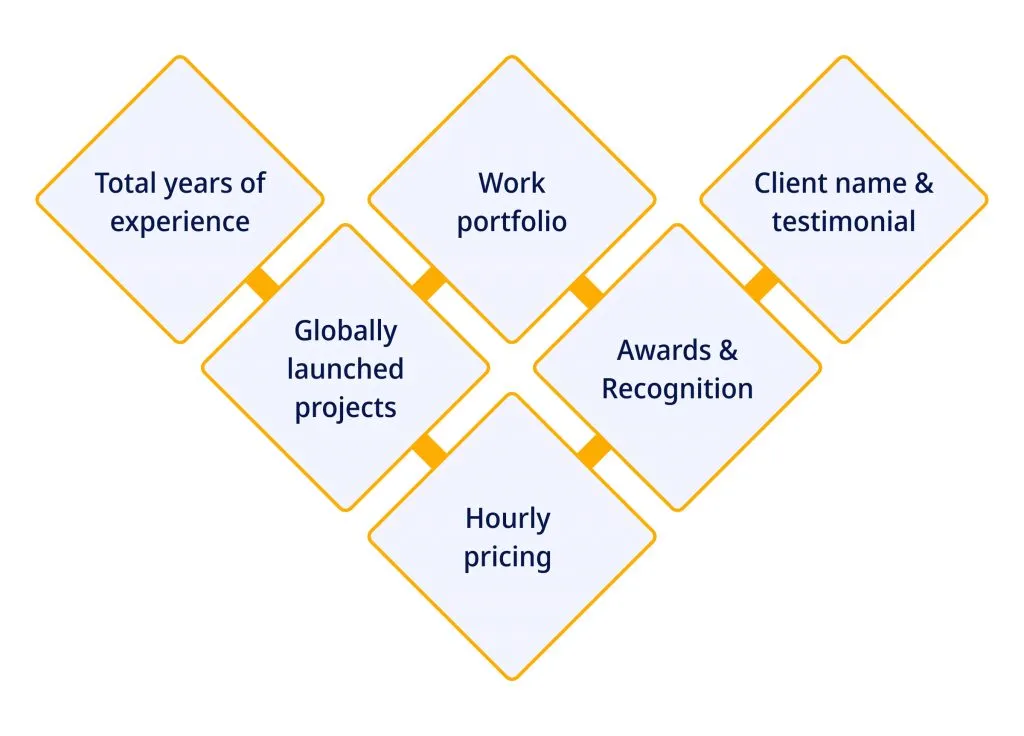 Total years of
experience
Work
portfolio
Client name &
testimonial
Globally
launched
projects
Awards &
Recognition
Hourly
pricing